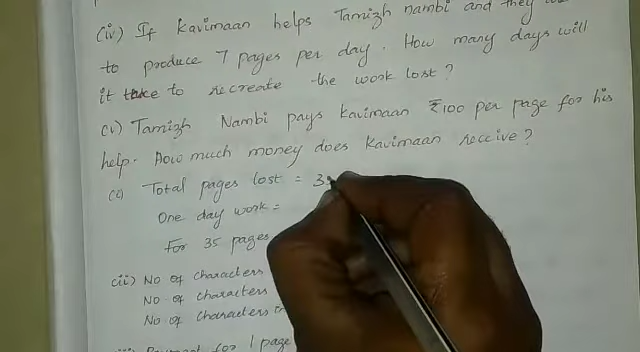 (iv) If Kavimaan helps Tamizh nambi and they
to produce 7 pages per day. How many days will
it take to recreate the work lost?
(v) Tamizh Nambi pays Kavimaan ₹100 per page for his
help. How much money does Kavimaan receive?
(i) Total pages lost = 3
One day work =
For 35 pages
(ii) No of characters
No of characters
No of characters in
Payment for 1 page